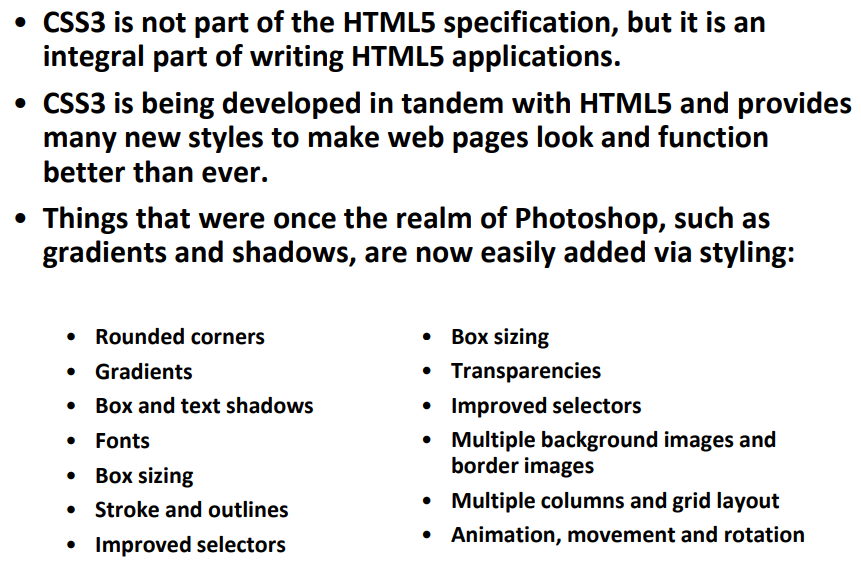 • CSS3 is not part of the HTML5 specification, but it is an
integral part of writing HTML5 applications.
• CSS3 is being developed in tandem with HTML5 and provides
many new styles to make web pages look and function
better than ever.
• Things that were once the realm of Photoshop, such as
gradients and shadows, are now easily added via styling:
• Rounded corners
• Gradients
• Box and text shadows
• Fonts
• Box sizing
• Stroke and outlines
• Improved selectors
• Box sizing
• Transparencies
• Improved selectors
• Multiple background images and
border images
• Multiple columns and grid layout
• Animation, movement and rotation